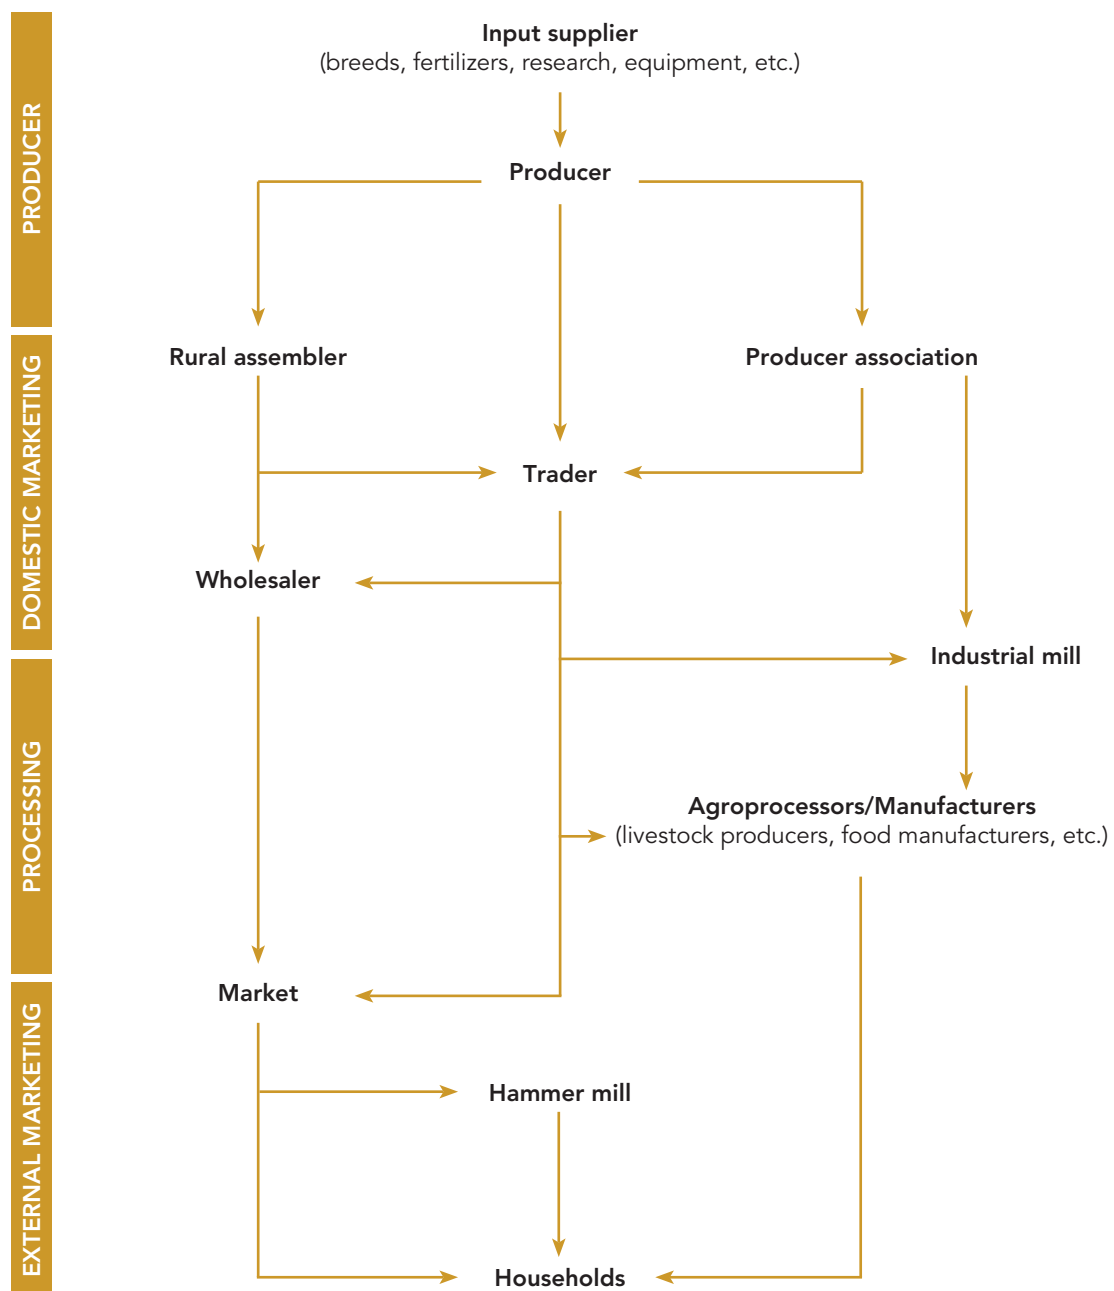 PRODUCER
Input supplier
(breeds, fertilizers, research, equipment, etc.)
Producer
DOMESTIC MARKETING
Rural assembler
Producer association
Trader
Wholesaler
Industrial mill
PROCESSING
Agroprocessors/Manufacturers
(livestock producers, food manufacturers, etc.)
EXTERNAL MARKETING
Market
Hammer mill
Households